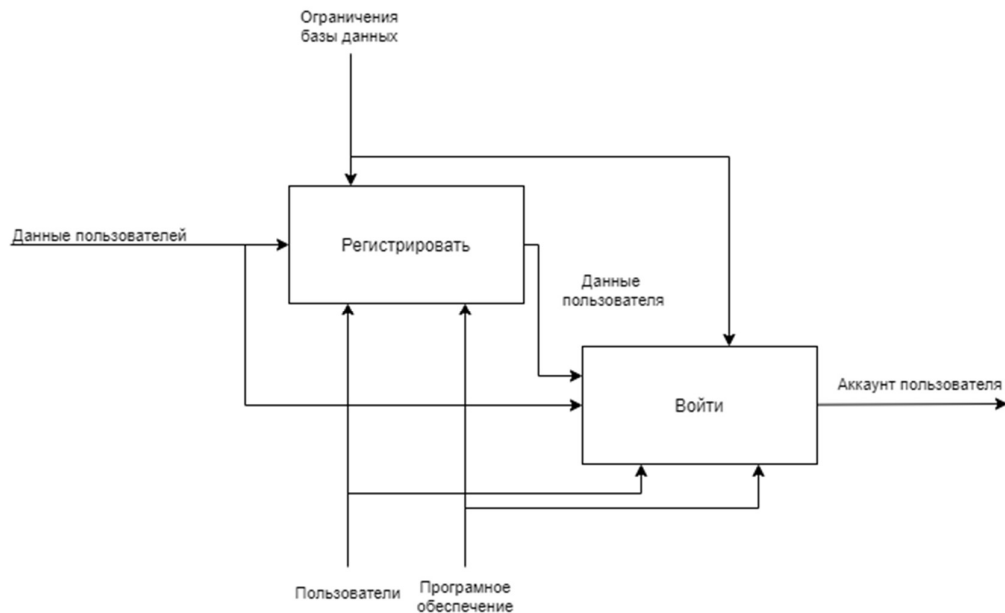 Ограничения
базы данных
Данные пользователей
Регистрировать
Данные
пользователя
Войти
Аккаунт пользователя
Пользователи
Програмное
обеспечение